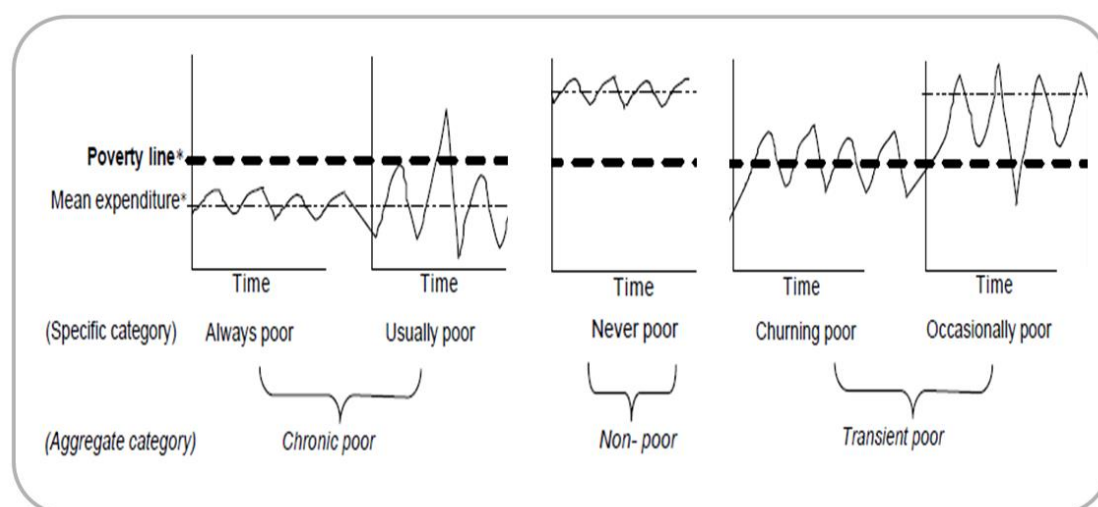 Poverty line*
Mean expenditure*
Time Time Time Time Time
(Specific category) Always poor Usually poor Never poor Churning poor Occasionally poor
(Aggregate category) Chronic poor Non- poor Transient poor